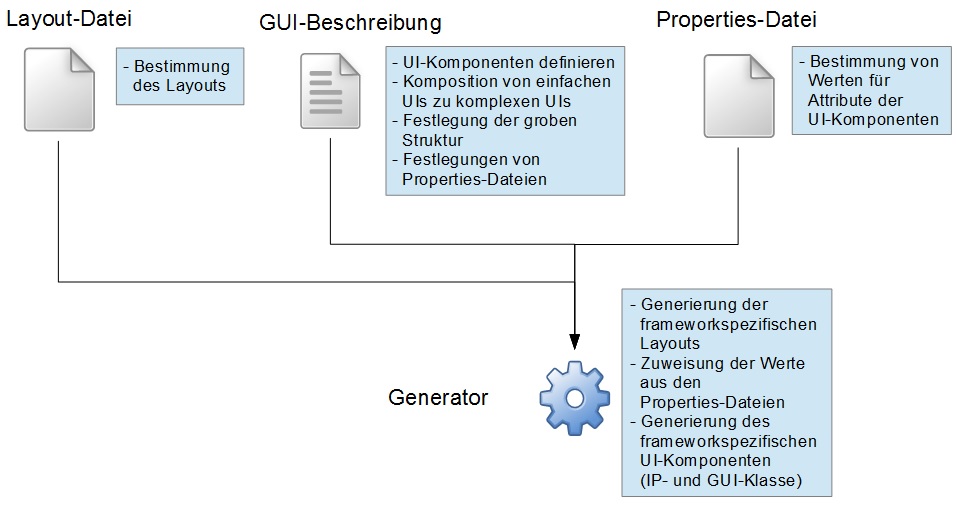 Layout-Datei
- Bestimmung
des Layouts
GUI-Beschreibung
- UI-Komponenten definieren
- Komposition von einfachen
UIs zu komplexen UIs
- Festlegung der groben
Struktur
- Festlegungen von
Properties-Dateien
Properties-Datei
- Bestimmung von
Werten für
Attribute der
UI-Komponenten
Generator
- Generierung der
frameworkspezifischen
Layouts
- Zuweisung der Werte
aus den
Properties-Dateien
- Generierung des
frameworkspezifischen
UI-Komponenten
(IP- und GUI-Klasse)